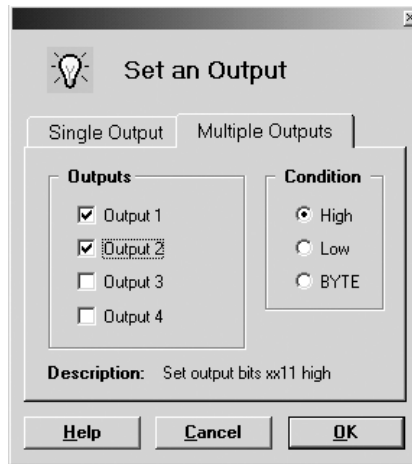 Set an Output
Single Output Multiple Outputs
Outputs Condition
Output 1 High
Output 2 Low
Output 3 BYTE
Output 4
Description: Set output bits xx11 high
Help Cancel OK